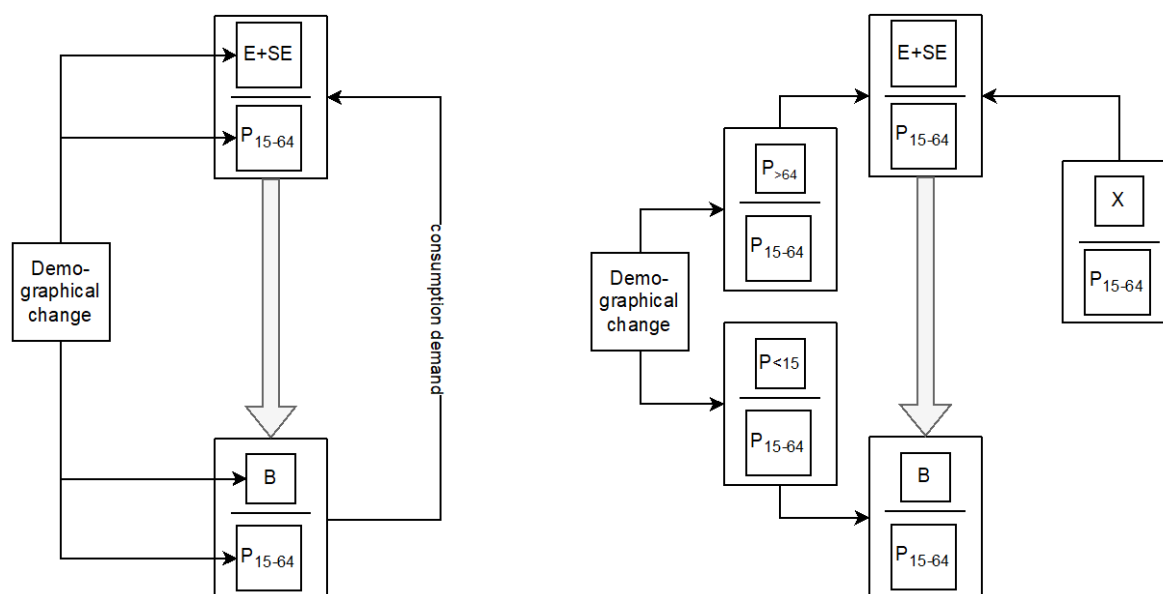 E+SE
P15-64
Demo-
graphical
change
consumption demand
B
P15-64
E+SE
P15-64
P>64
P15-64
X
P15-64
Demo-
graphical
change
P<15
P15-64
B
P15-64